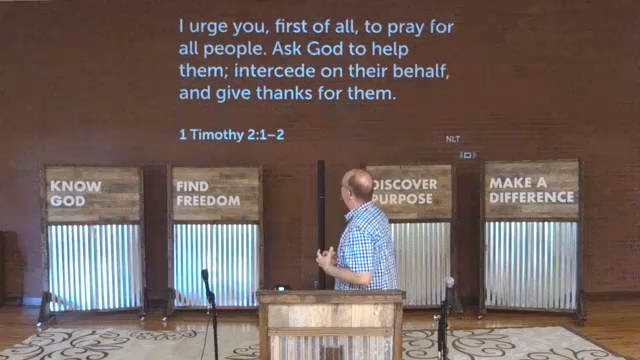 I urge you, first of all, to pray for
all people. Ask God to help
them; intercede on their behalf,
and give thanks for them.
1 Timothy 2:1–2
NLT
KNOW
GOD
FIND
FREEDOM
DISCOVER
PURPOSE
MAKE A
DIFFERENCE